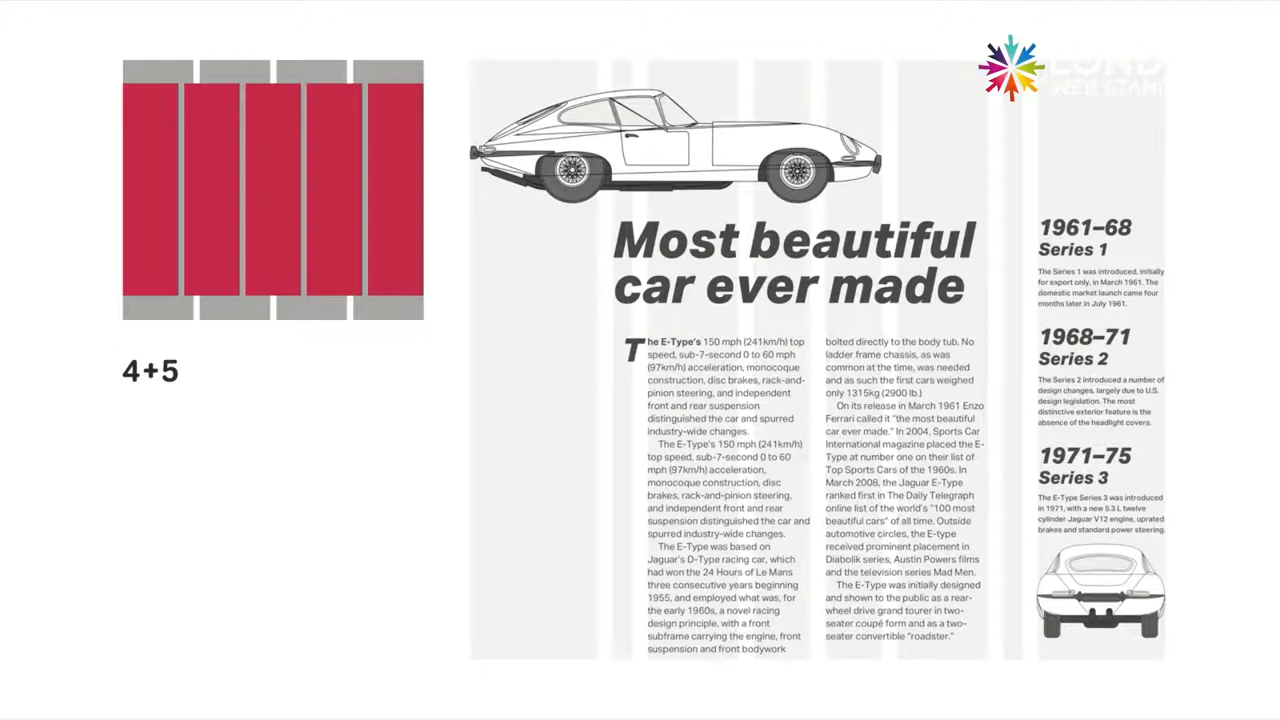 4+5
LOND
WEB STAND
Most beautiful
car ever made
The E-Type's 150 mph (241km/h) top
speed, sub-7-second 0 to 60 mph
(97km/h) acceleration, monocoque
construction, disc brakes, rack-and-
pinion steering, and independent
front and rear suspension
distinguished the car and spurred
industry-wide changes.
The E-Type's 150 mph (241km/h)
top speed, sub-7-second 0 to 60
mph (97km/h) acceleration,
monocoque construction, disc
brakes, rack-and-pinion steering,
and independent front and rear
suspension distinguished the car and
spurred industry-wide changes.
The E-Type was based on
Jaguar's D-Type racing car, which
had won the 24 Hours of Le Mans
three consecutive years beginning
1955, and employed what was, for
the early 1960s, a novel racing
design principle, with a front
subframe carrying the engine, front
suspension and front bodywork
bolted directly to the body tub. No
ladder frame chassis, as was
common at the time, was needed
and as such the first cars weighed
only 1315kg (2900 lb.)
On its release in March 1961 Enzo
Ferrari called it "the most beautiful
car ever made." In 2004, Sports Car
International magazine placed the E-
Type at number one on their list of
Top Sports Cars of the 1960s. In
March 2008, the Jaguar E-Type
ranked first in The Daily Telegraph
online list of the world's "100 most
beautiful cars" of all time. Outside
automotive circles, the E-type
received prominent placement in
Diabolik series, Austin Powers films
and the television series Mad Men.
The E-Type was initially designed
and shown to the public as a rear-
wheel drive grand tourer in two-
seater coupé form and as a two-
seater convertible "roadster."
1961–68
Series 1
The Series 1 was introduced, initially
for export only, in March 1961. The
domestic market launch came four
months later in July 1961.
1968–71
Series 2
The Series 2 introduced a number of
design changes, largely due to U.S.
design legislation. The most
distinctive exterior feature is the
absence of the headlight covers.
1971–75
Series 3
The E-Type Series 3 was introduced
in 1971, with a new 5.3 L twelve
cylinder Jaguar V12 engine, uprated
brakes and standard power steering.